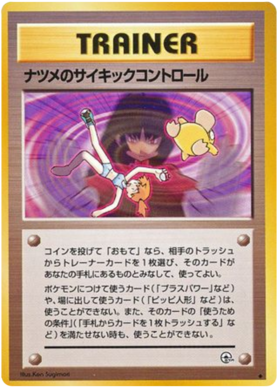 TRAINER
ナツメのサイキックコントロール
コインを投げて「おもて」なら、相手のトラッシュ
からトレーナーカードを1枚選び、そのカードが
あなたの手札にあるものとみなして、使ってよい。
ポケモンにつけて使うカード(「プラスパワー」など)
や、場に出して使うカード(「ピッピ人形」など)は、
使うことができない。また、そのカードの「使うため
の条件」(「手札からカードを1枚トラッシュする」な
ど)を満たせない時も、使うことができない。
Illus.Ken Sugimori